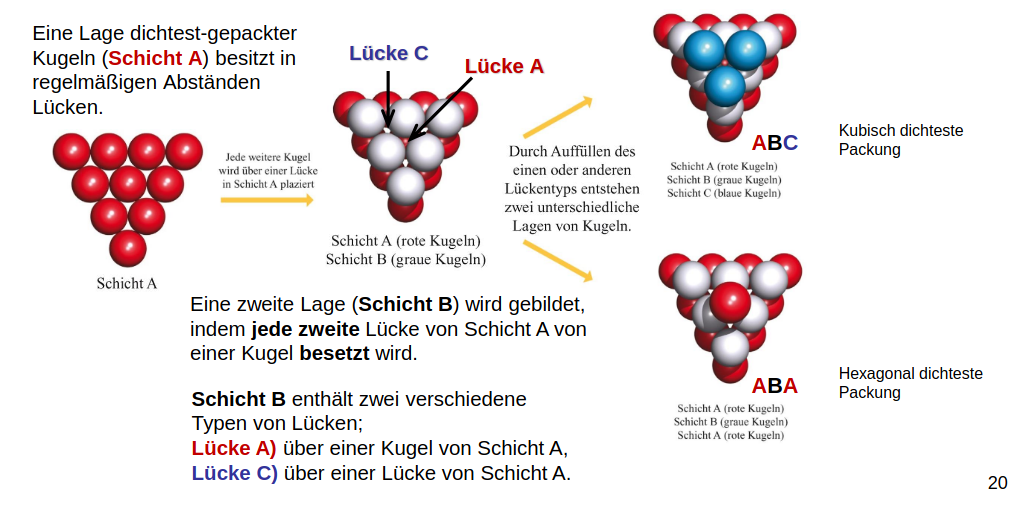 Eine Lage dichtest-gepackter
Kugeln (Schicht A) besitzt in
regelmäßigen Abständen
Lücken.
Schicht A
Jede weitere Kugel
wird über einer Lücke
in Schicht A plaziert
Lücke C
Lücke A
Schicht A (rote Kugeln)
Schicht B (graue Kugeln)
Durch Auffüllen des
einen oder anderen
Lückentyps entstehen
zwei unterschiedliche
Lagen von Kugeln.
ABC
Schicht A (rote Kugeln)
Schicht B (graue Kugeln)
Schicht C (blaue Kugeln)
Kubisch dichteste
Packung
Eine zweite Lage (Schicht B) wird gebildet,
indem jede zweite Lücke von Schicht A von
einer Kugel besetzt wird.
Schicht B enthält zwei verschiedene
Typen von Lücken;
Lücke A) über einer Kugel von Schicht A,
Lücke C) über einer Lücke von Schicht A.
ABA
Schicht A (rote Kugeln)
Schicht B (graue Kugeln)
Schicht A (rote Kugeln)
Hexagonal dichteste
Packung
20